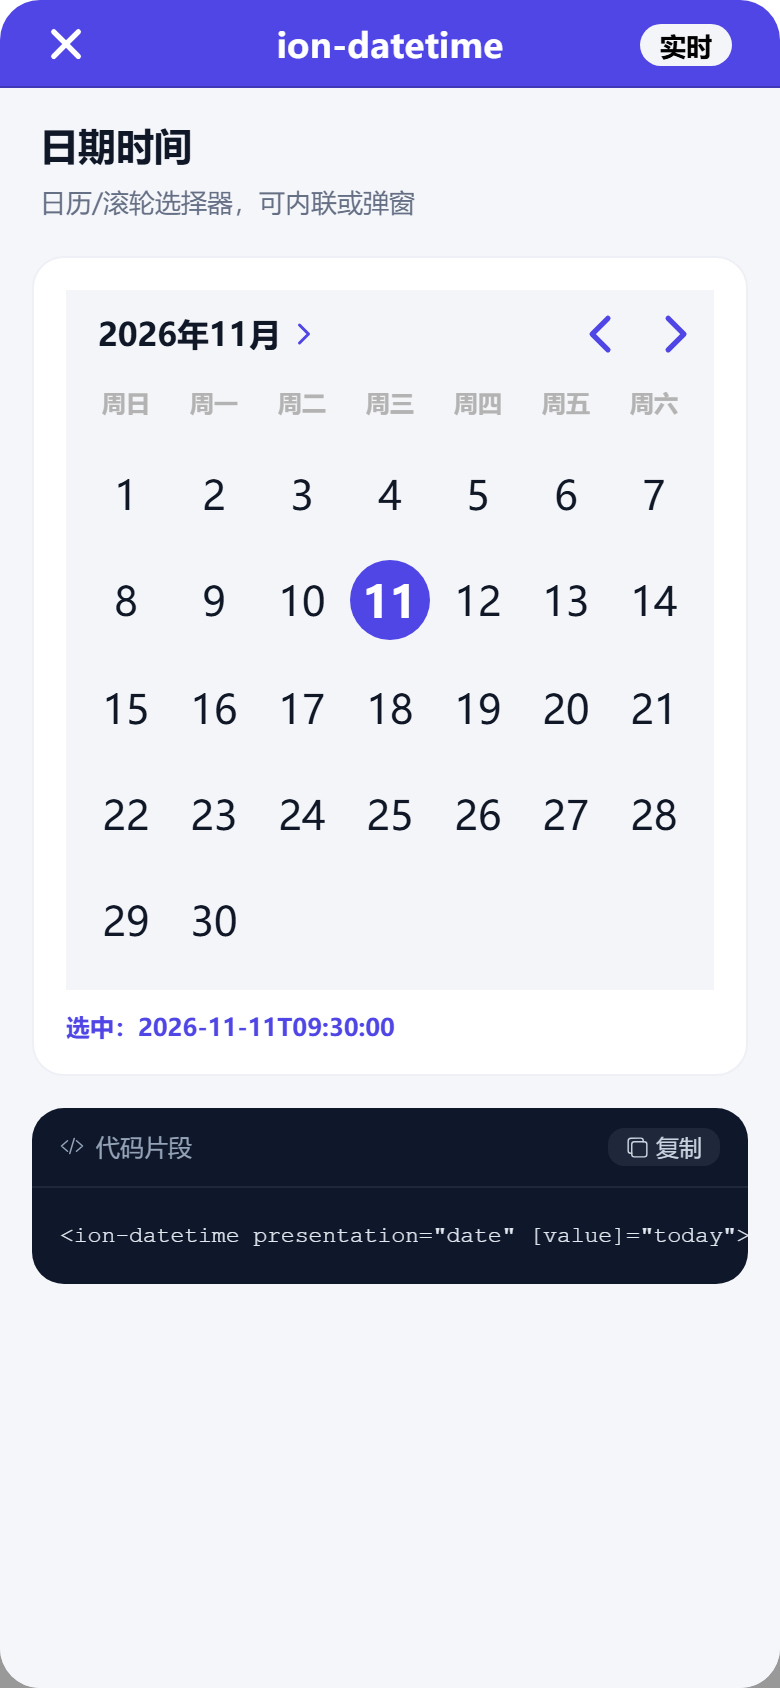 ion-datetime
实时
日期时间
日历/滚轮选择器，可内联或弹窗
2026年11月
周日 周一 周二 周三 周四 周五 周六
1 2 3 4 5 6 7
8 9 10 11 12 13 14
15 16 17 18 19 20 21
22 23 24 25 26 27 28
29 30
选中：2026-11-11T09:30:00
</> 代码片段
复制
<ion-datetime presentation="date" [value]="today">